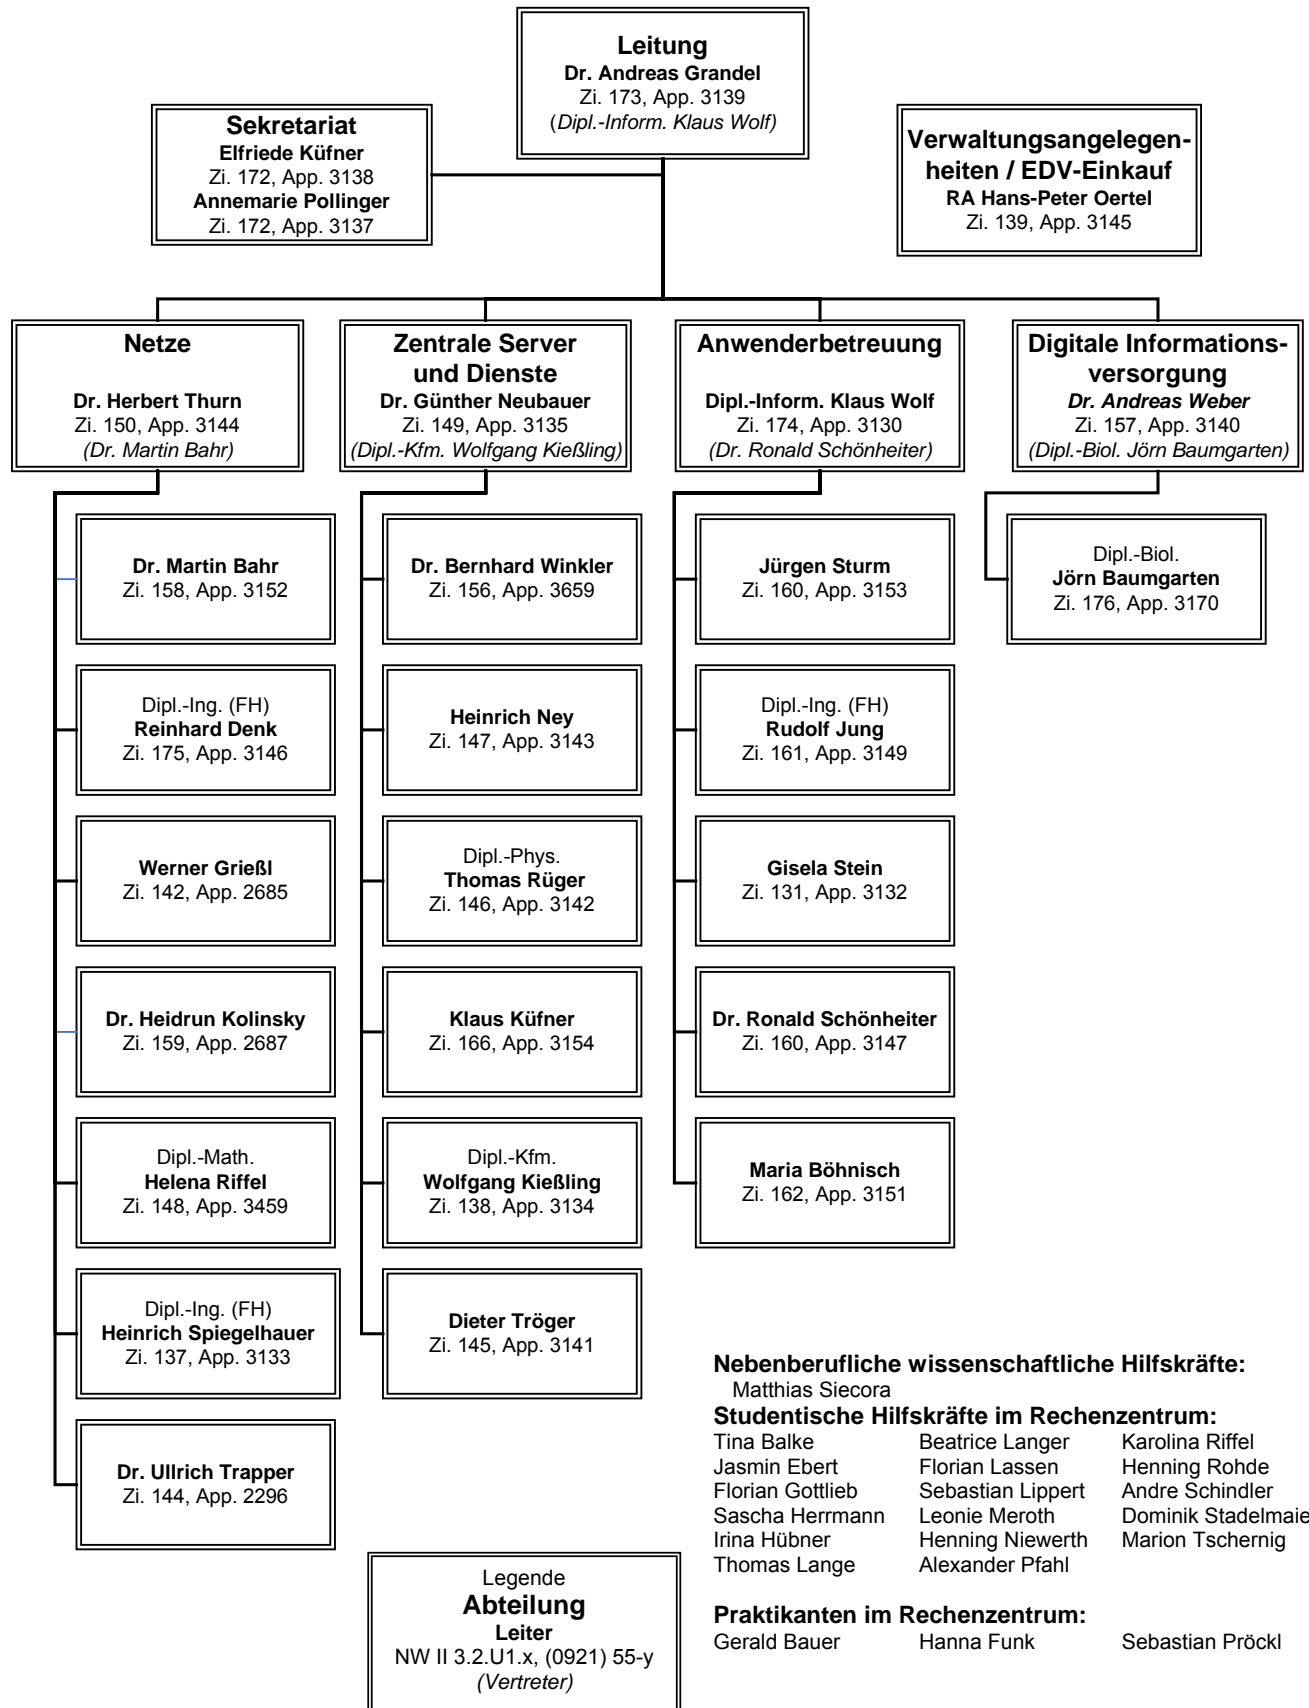 Leitung
Dr. Andreas Grandel
Zi. 173, App. 3139
(Dipl.-Inform. Klaus Wolf)
Sekretariat
Elfriede Küfner
Zi. 172, App. 3138
Annemarie Pollinger
Zi. 172, App. 3137
Verwaltungsangelegen-
heiten / EDV-Einkauf
RA Hans-Peter Oertel
Zi. 139, App. 3145
Netze
Dr. Herbert Thurn
Zi. 150, App. 3144
(Dr. Martin Bahr)
Zentrale Server
und Dienste
Dr. Günther Neubauer
Zi. 149, App. 3135
(Dipl.-Kfm. Wolfgang Kießling)
Anwenderbetreuung
Dipl.-Inform. Klaus Wolf
Zi. 174, App. 3130
(Dr. Ronald Schönheiter)
Digitale Informations-
versorgung
Dr. Andreas Weber
Zi. 157, App. 3140
(Dipl.-Biol. Jörn Baumgarten)
Dr. Martin Bahr
Zi. 158, App. 3152
Dipl.-Ing. (FH)
Reinhard Denk
Zi. 175, App. 3146
Werner Grießl
Zi. 142, App. 2685
Dr. Heidrun Kolinsky
Zi. 159, App. 2687
Dipl.-Math.
Helena Riffel
Zi. 148, App. 3459
Dipl.-Ing. (FH)
Heinrich Spiegelhauer
Zi. 137, App. 3133
Dr. Ullrich Trapper
Zi. 144, App. 2296
Dr. Bernhard Winkler
Zi. 156, App. 3659
Heinrich Ney
Zi. 147, App. 3143
Dipl.-Phys.
Thomas Rüger
Zi. 146, App. 3142
Klaus Küfner
Zi. 166, App. 3154
Dipl.-Kfm.
Wolfgang Kießling
Zi. 138, App. 3134
Dieter Tröger
Zi. 145, App. 3141
Jürgen Sturm
Zi. 160, App. 3153
Dipl.-Ing. (FH)
Rudolf Jung
Zi. 161, App. 3149
Gisela Stein
Zi. 131, App. 3132
Dr. Ronald Schönheiter
Zi. 160, App. 3147
Maria Böhnisch
Zi. 162, App. 3151
Dipl.-Biol.
Jörn Baumgarten
Zi. 176, App. 3170
Nebenberufliche wissenschaftliche Hilfskräfte:
Matthias Siecora
Studentische Hilfskräfte im Rechenzentrum:
Tina Balke Beatrice Langer Karolina Riffel
Jasmin Ebert Florian Lassen Henning Rohde
Florian Gottlieb Sebastian Lippert Andre Schindler
Sascha Herrmann Leonie Meroth Dominik Stadelmaie
Irina Hübner Henning Niewerth Marion Tschernig
Thomas Lange Alexander Pfahl
Praktikanten im Rechenzentrum:
Gerald Bauer Hanna Funk Sebastian Pröckl
Legende
Abteilung
Leiter
NW II 3.2.U1.x, (0921) 55-y
(Vertreter)